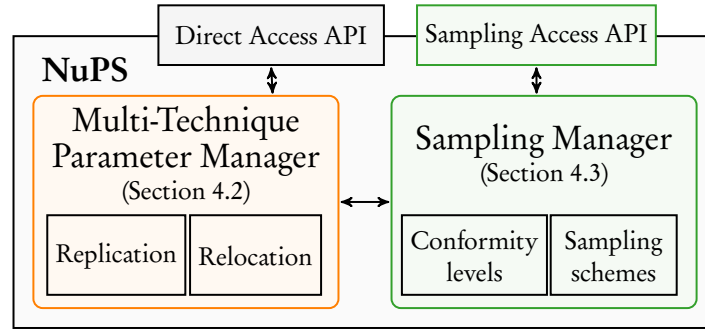 Direct Access API
Sampling Access API
NuPS
Multi-Technique
Parameter Manager
(Section 4.2)
Replication
Relocation
Sampling Manager
(Section 4.3)
Conformity
levels
Sampling
schemes